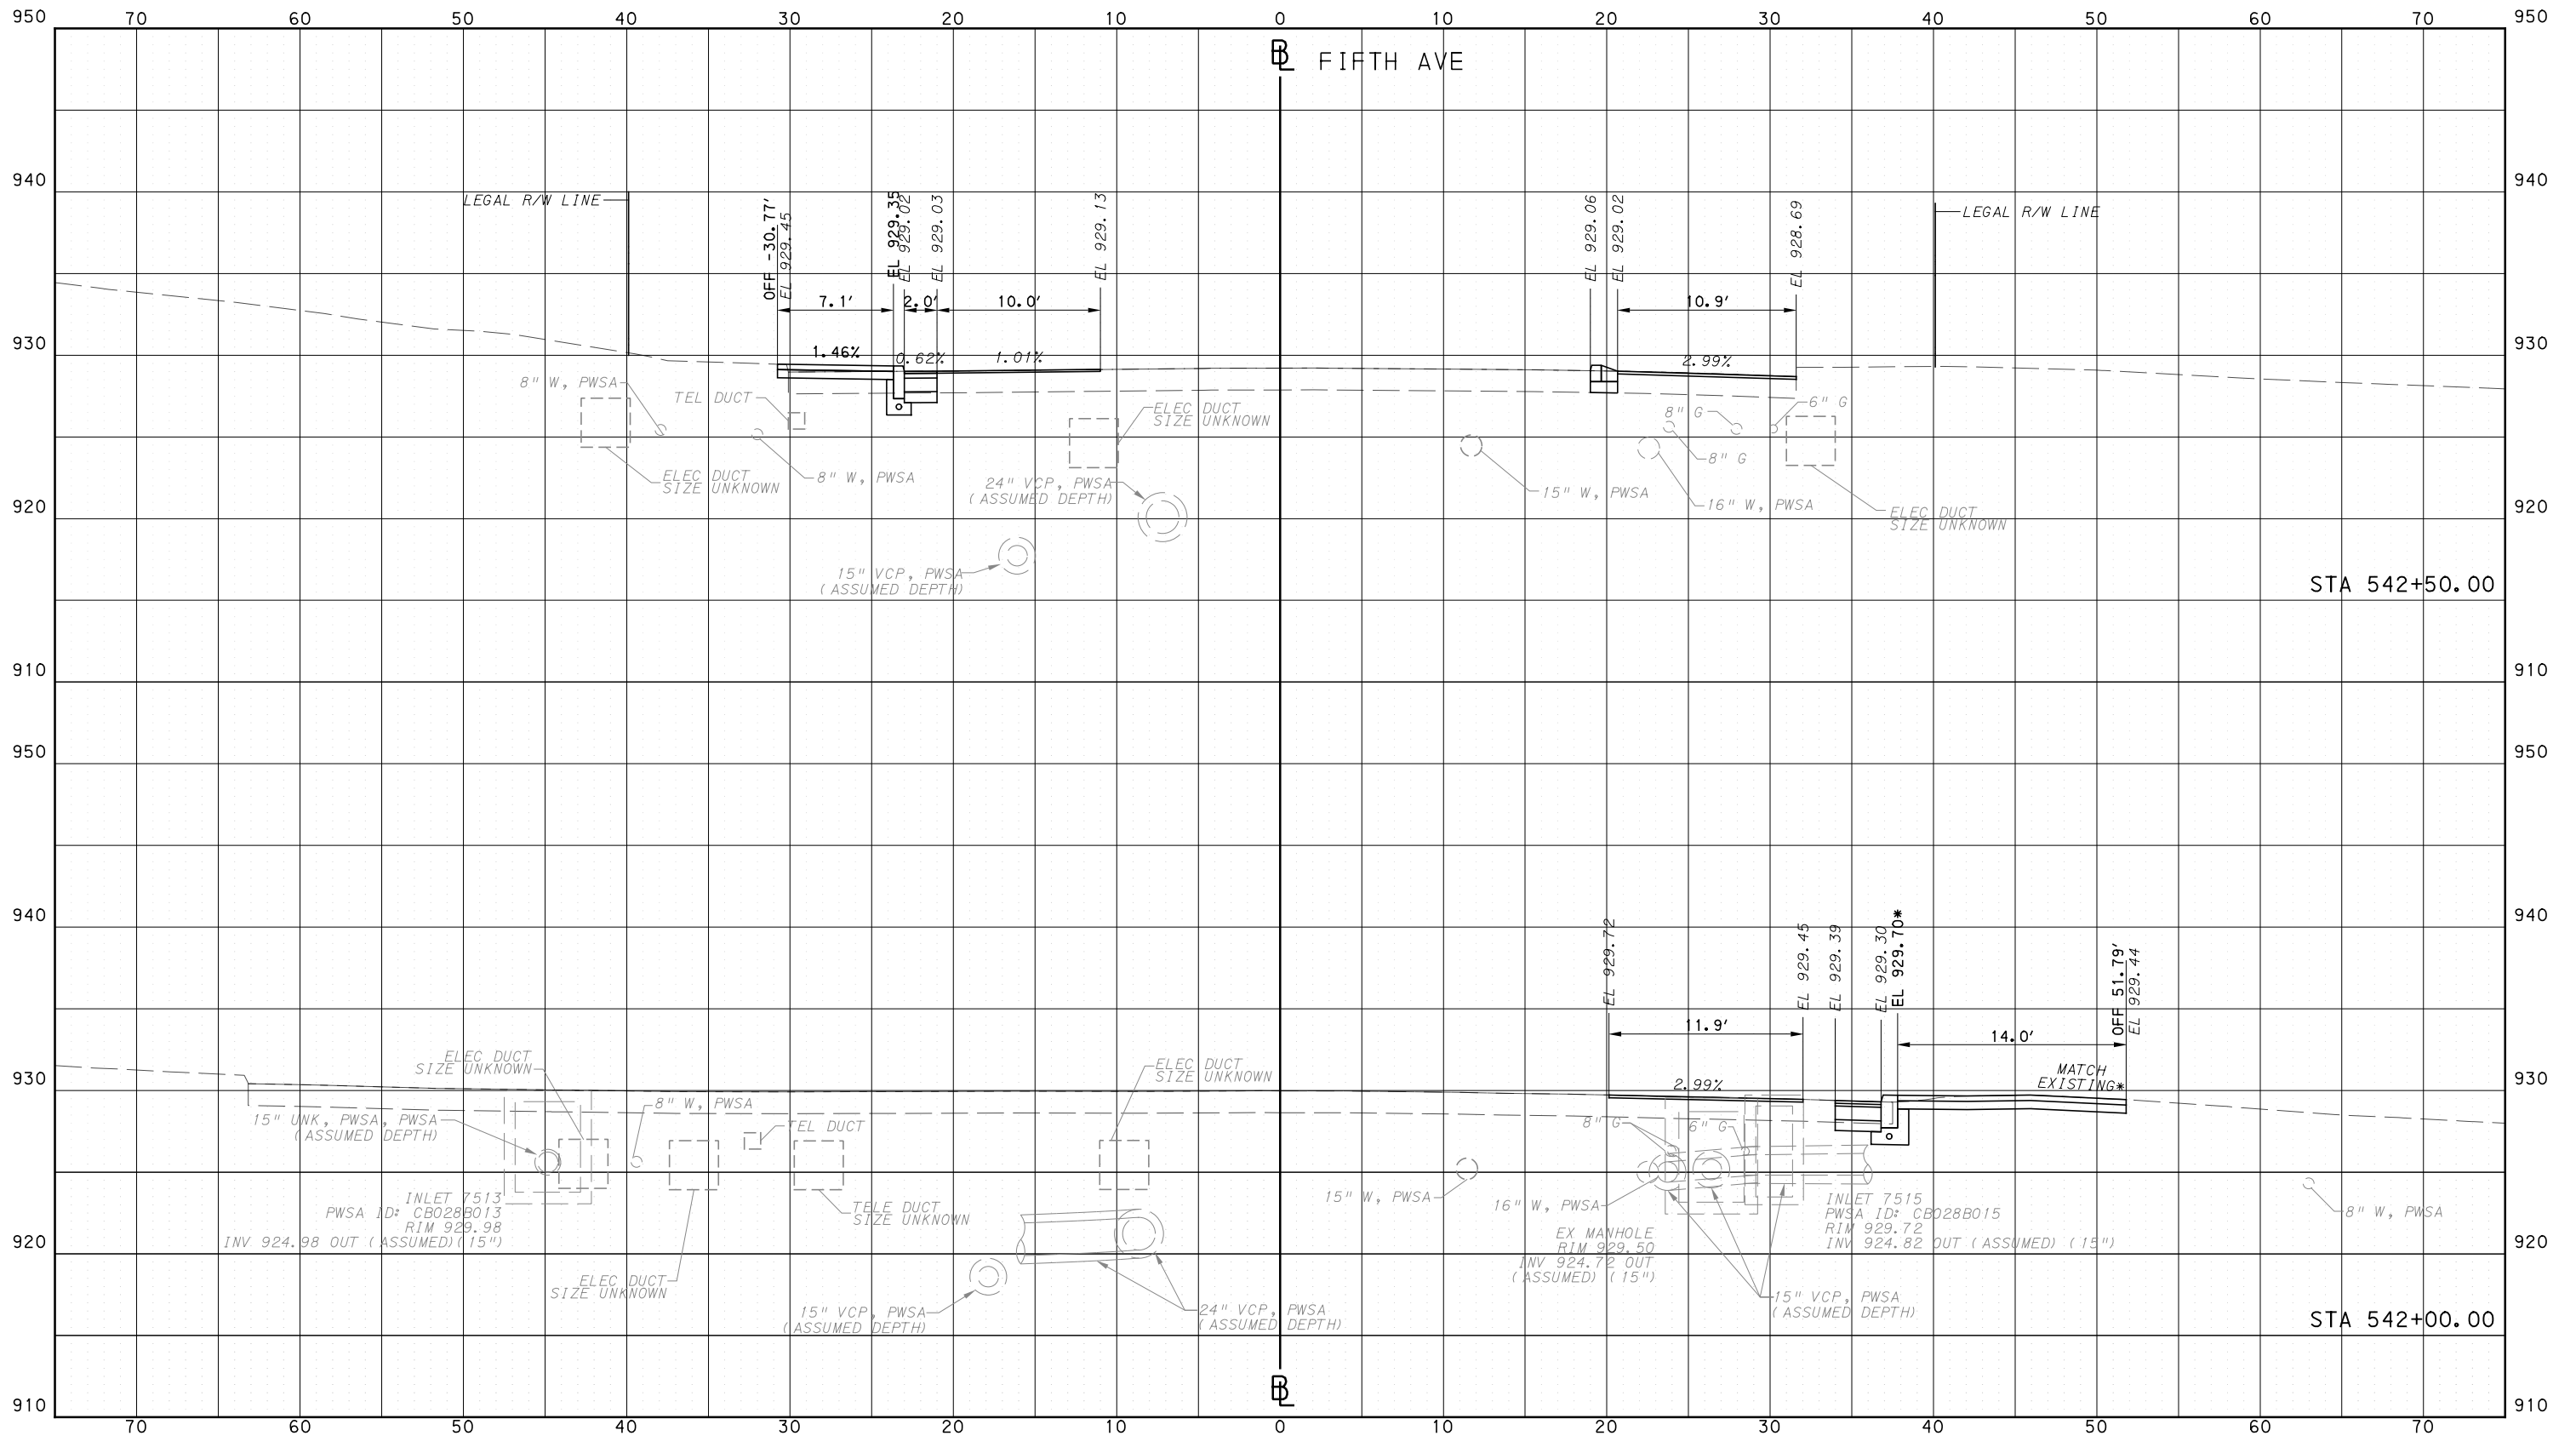 950 70 60 50 40 30 20 10 0 10 20 30 40 50 60 70 950
BL FIFTH AVE
940 940
LEGAL R/W LINE
OFF -30.77'
EL 929.45
EL 929.35
EL 929.02
EL 929.03
EL 929.13
EL 929.06
EL 929.02
EL 928.69
LEGAL R/W LINE
7.1'
2.0'
10.0'
10.9'
930 930
1.46%
0.62%
1.01%
2.99%
8" W, PWSA
TEL DUCT
ELEC DUCT
SIZE UNKNOWN
8" G
6" G
ELEC DUCT
SIZE UNKNOWN
8" W, PWSA
24" VCP, PWSA
(ASSUMED DEPTH)
8" G
15" W, PWSA
16" W, PWSA
ELEC DUCT
SIZE UNKNOWN
920 920
15" VCP, PWSA
(ASSUMED DEPTH)
STA 542+50.00
910 910
950 950
940 940
EL 929.72
EL 929.45
EL 929.39
EL 929.30
EL 929.70*
OFF 51.79'
EL 929.44
11.9'
14.0'
930 930
2.99%
MATCH
EXISTING*
ELEC DUCT
SIZE UNKNOWN
ELEC DUCT
SIZE UNKNOWN
8" W, PWSA
15" UNK, PWSA, PWSA
(ASSUMED DEPTH)
TEL DUCT
8" G
6" G
INLET 7513
PWSA ID: CB028B013
RIM 929.98
INV 924.98 OUT (ASSUMED)(15")
TELE DUCT
SIZE UNKNOWN
15" W, PWSA
16" W, PWSA
EX MANHOLE
RIM 929.50
INV 924.72 OUT
(ASSUMED) (15")
INLET 7515
PWSA ID: CB028B015
RIM 929.72
INV 924.82 OUT (ASSUMED) (15")
8" W, PWSA
920 920
ELEC DUCT
SIZE UNKNOWN
15" VCP, PWSA
(ASSUMED DEPTH)
24" VCP, PWSA
(ASSUMED DEPTH)
15" VCP, PWSA
(ASSUMED DEPTH)
STA 542+00.00
BL
910 70 60 50 40 30 20 10 0 10 20 30 40 50 60 70 910